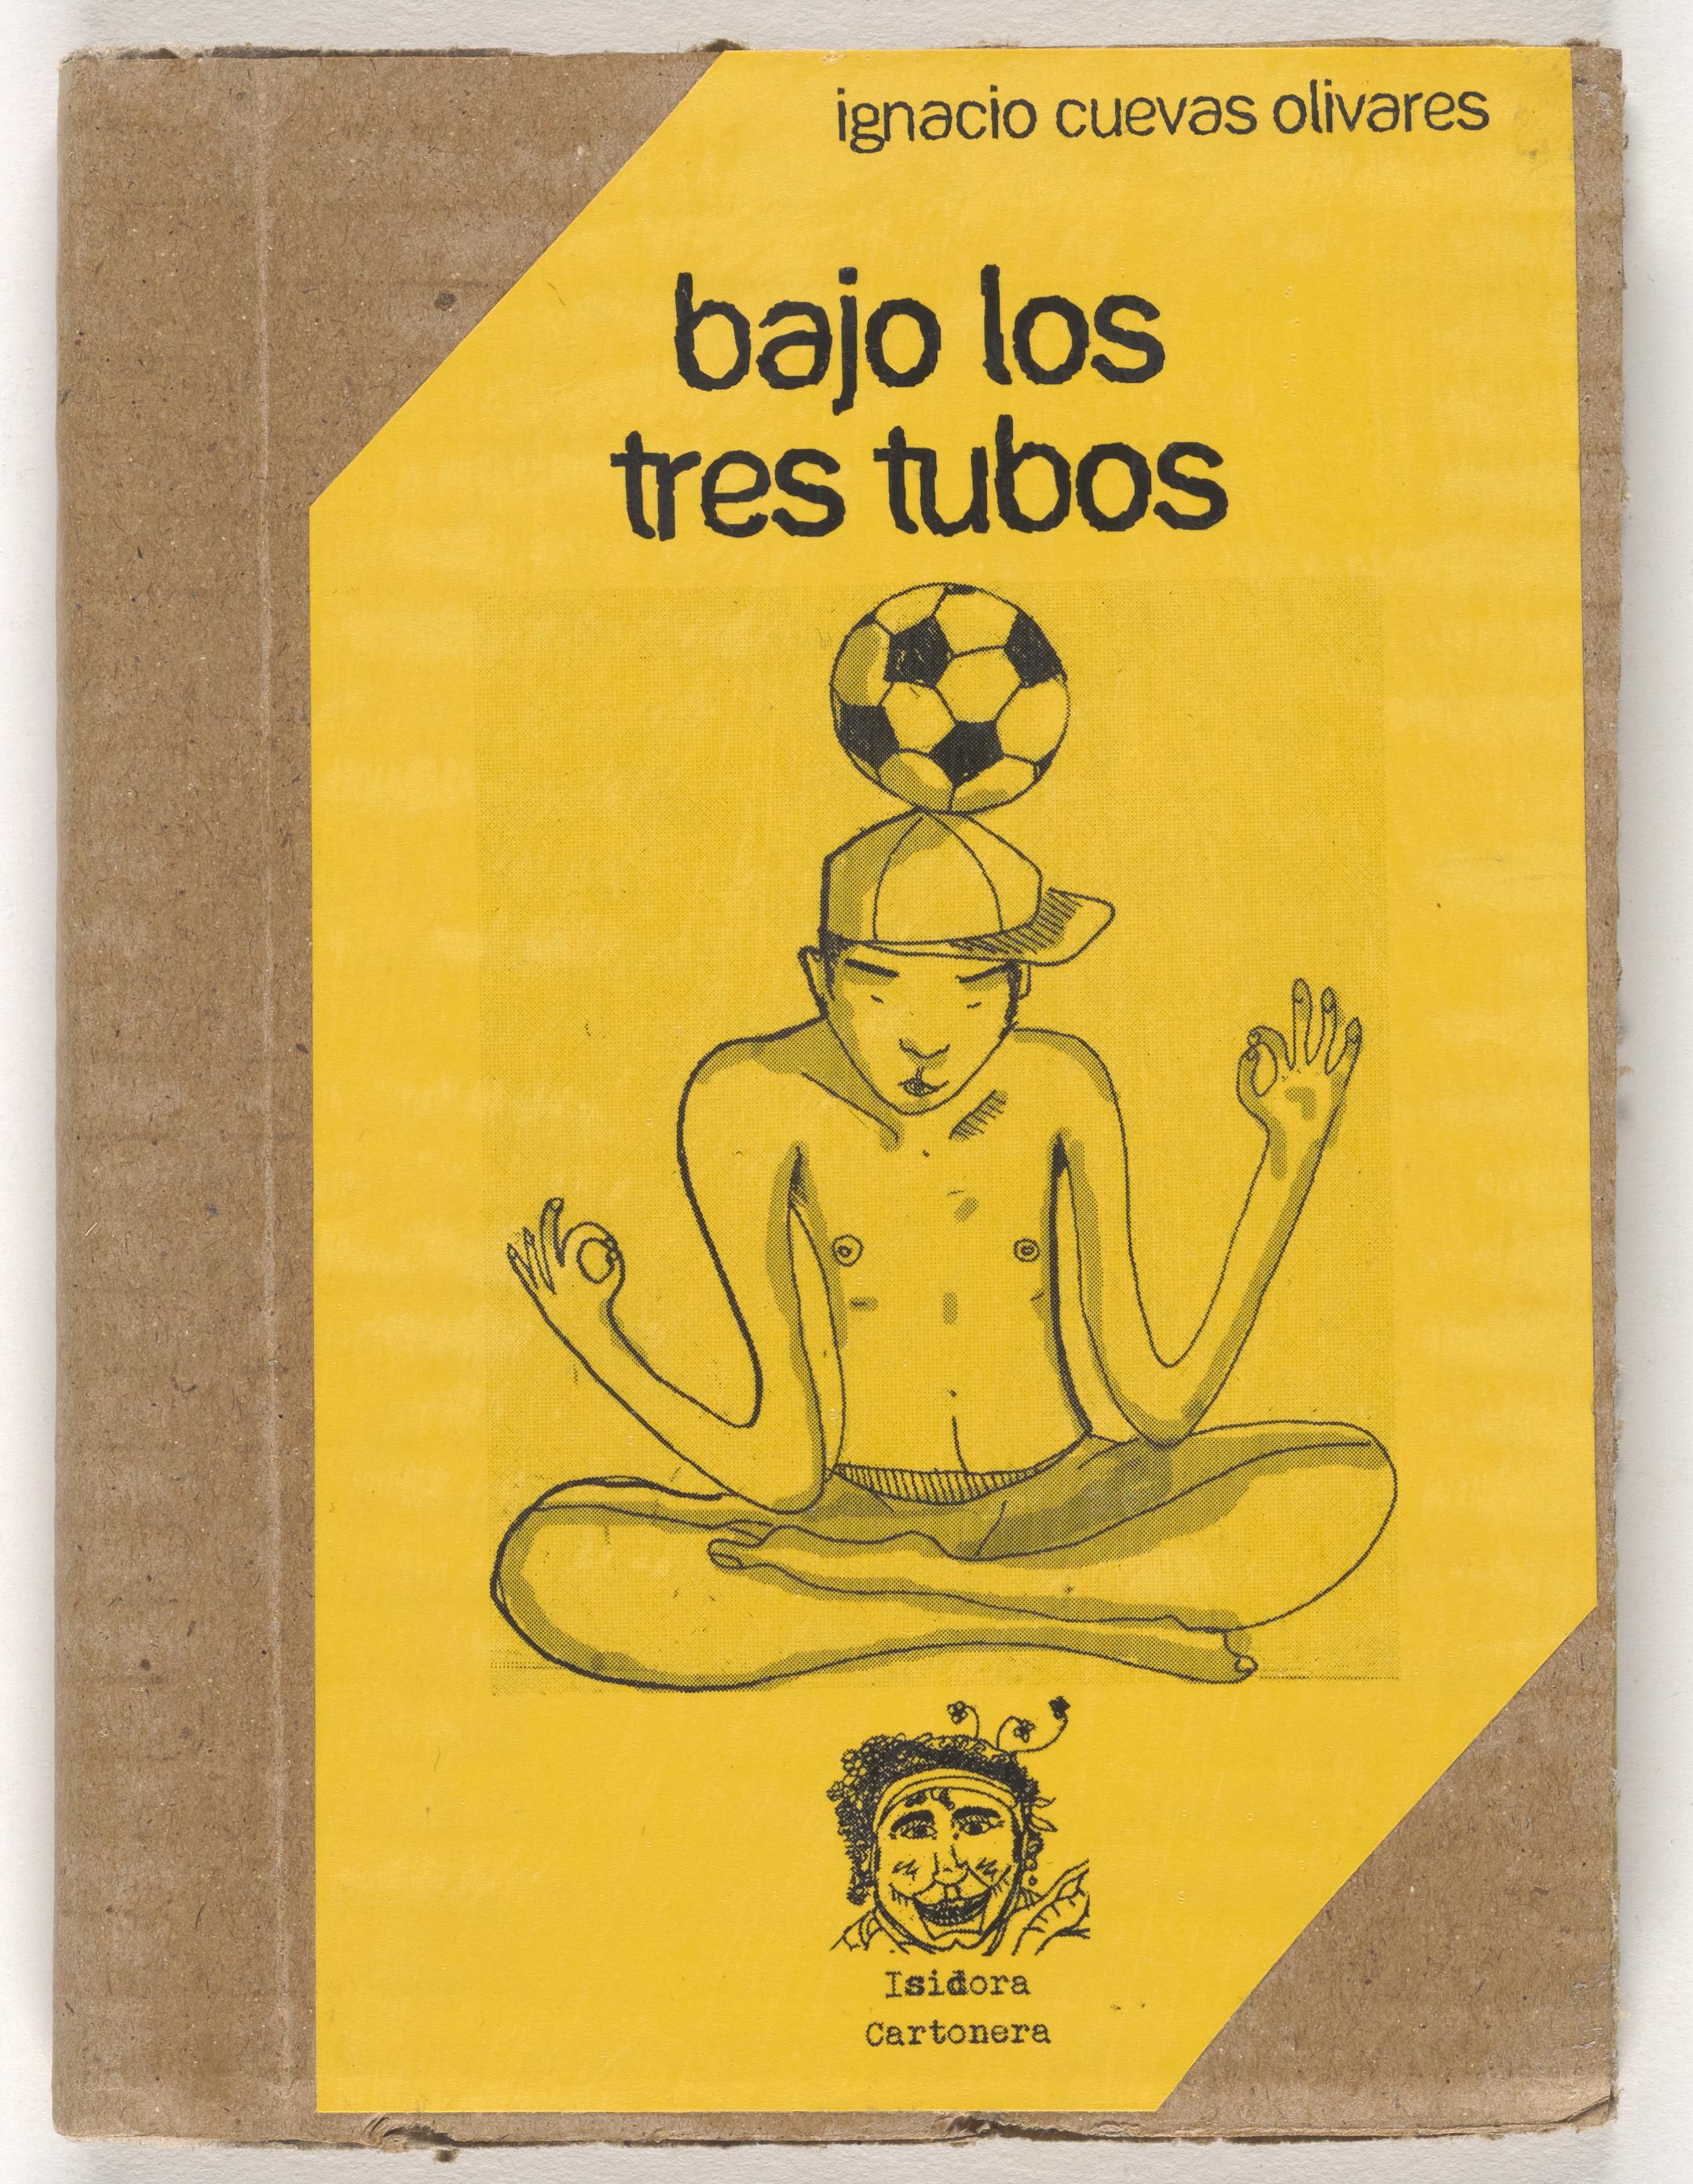 ignacio cuevas olivares
bajo los
tres tubos
Isidora
Cartonera